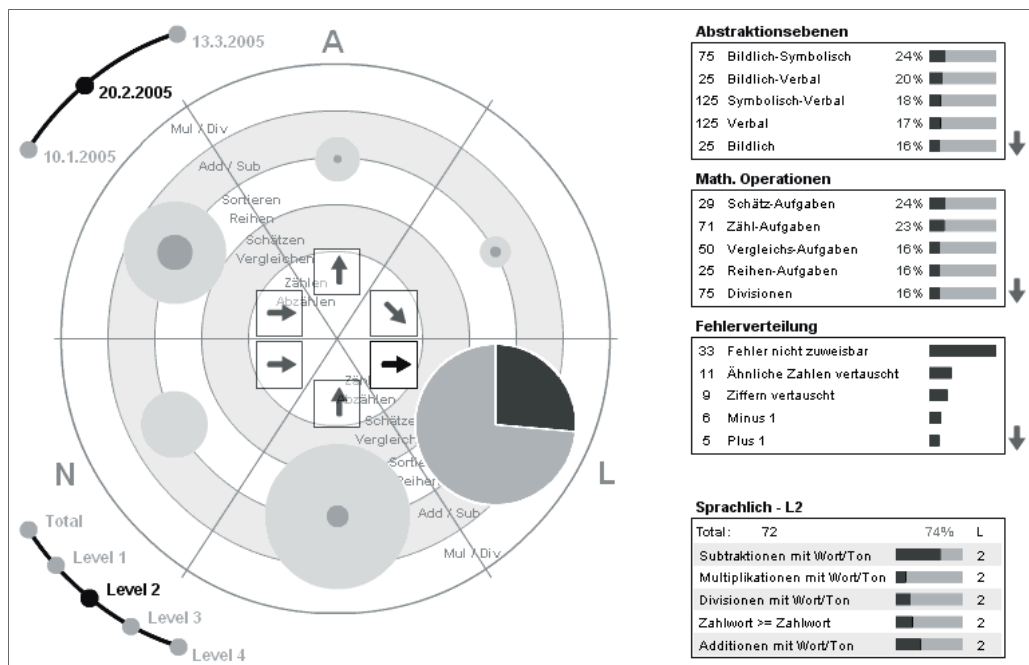 13.3.2005
20.2.2005
10.1.2005
A
N
L
Mul / Div
Add / Sub
Sortieren
Reihen
Schätzen
Vergleichen
Zählen
Abzählen
Abzählen
Add / Sub
Mul / Div
Total
Level 1
Level 2
Level 3
Level 4
Abstraktionsebenen
75 Bildlich-Symbolisch 24%
25 Bildlich-Verbal 20%
125 Symbolisch-Verbal 18%
125 Verbal 17%
25 Bildlich 16%
Math. Operationen
29 Schätz-Aufgaben 24%
71 Zähl-Aufgaben 23%
50 Vergleichs-Aufgaben 16%
25 Reihen-Aufgaben 16%
75 Divisionen 16%
Fehlerverteilung
33 Fehler nicht zuweisbar
11 Ähnliche Zahlen vertauscht
9 Ziffern vertauscht
6 Minus 1
5 Plus 1
Sprachlich - L2
Total: 72 74% L
Subtraktionen mit Wort/Ton 2
Multiplikationen mit Wort/Ton 2
Divisionen mit Wort/Ton 2
Zahlwort >= Zahlwort 2
Additionen mit Wort/Ton 2